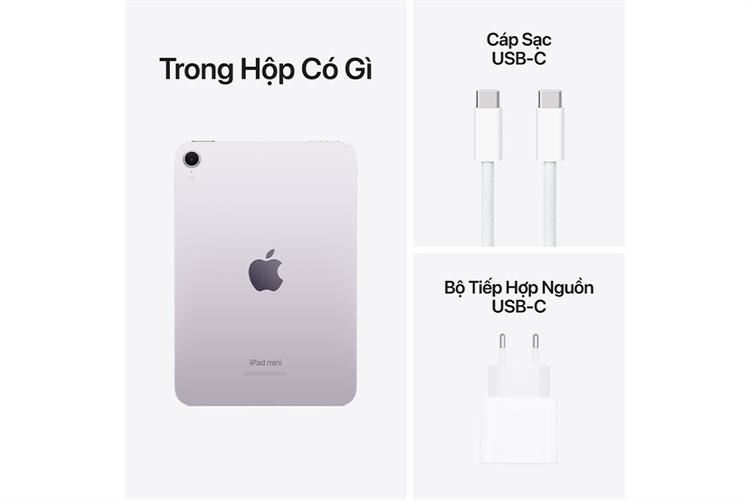 Trong Hộp Có Gì
iPad mini
Cáp Sạc
USB-C
Bộ Tiếp Hợp Nguồn
USB-C